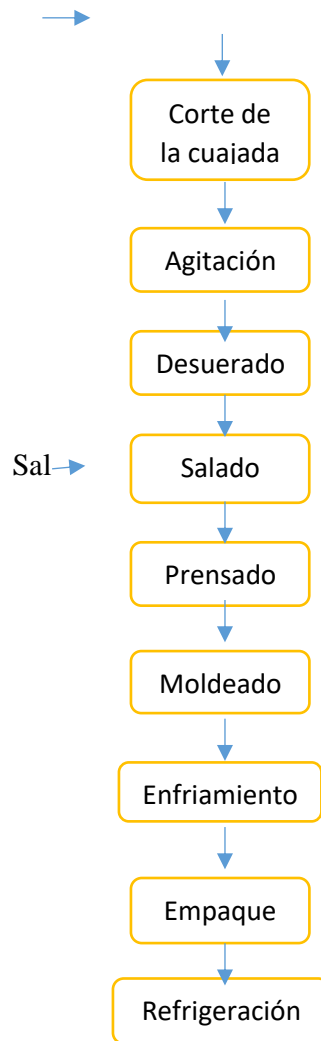 Corte de
la cuajada
Agitación
Desuerado
Sal
Salado
Prensado
Moldeado
Enfriamiento
Empaque
Refrigeración